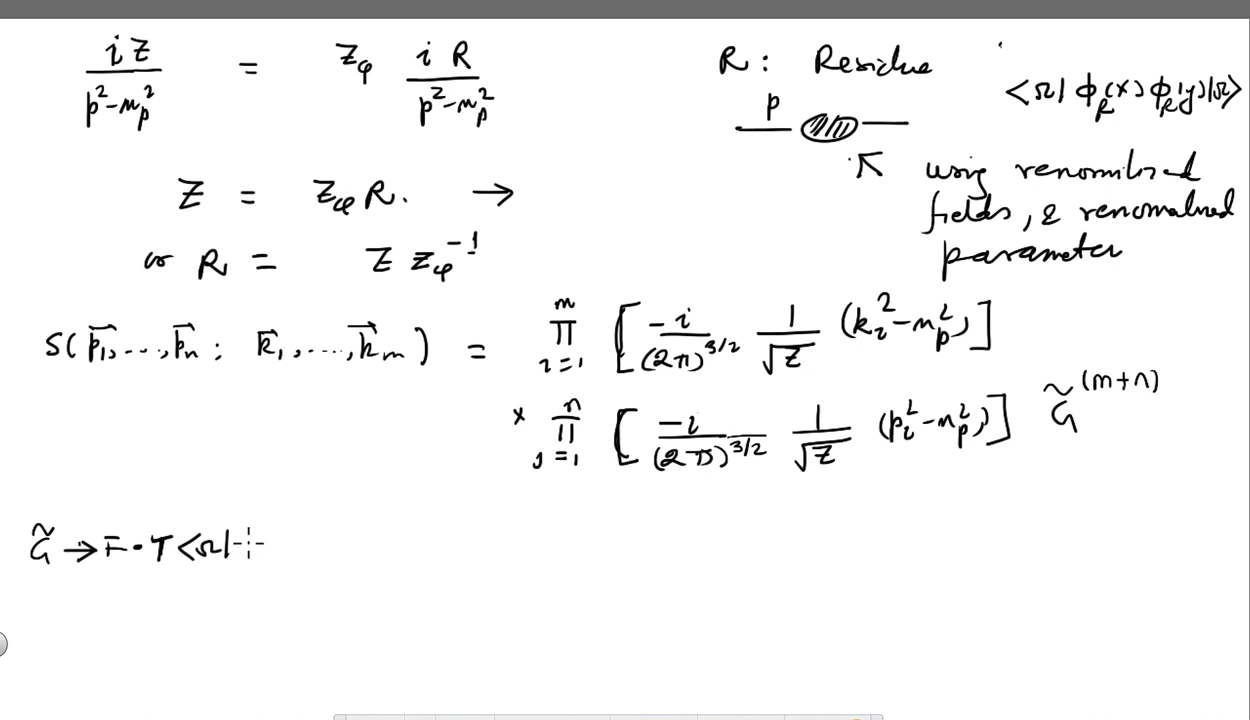 iZ / (p² - m_p²) = Z_φ iR / (p² - m_p²)
R : Residue
<Ω| ϕ_R(x) ϕ_R(y)|Ω>
p
Z = Z_φ R. →
using renormalized
fields, & renormalized
parameter
or R = Z Z_φ^{-1}
S(p⃗₁, ..., p⃗ₙ ; k⃗₁, ..., k⃗ₘ) = ∏_{i=1}^{m} [ -i/(2π)^{3/2} 1/√Z (k_i² - m_p²) ]
× ∏_{j=1}^{n} [ -i/(2π)^{3/2} 1/√Z (p_i² - m_p²) ] G̃^{(m+n)}
G̃ → F.T <Ω|